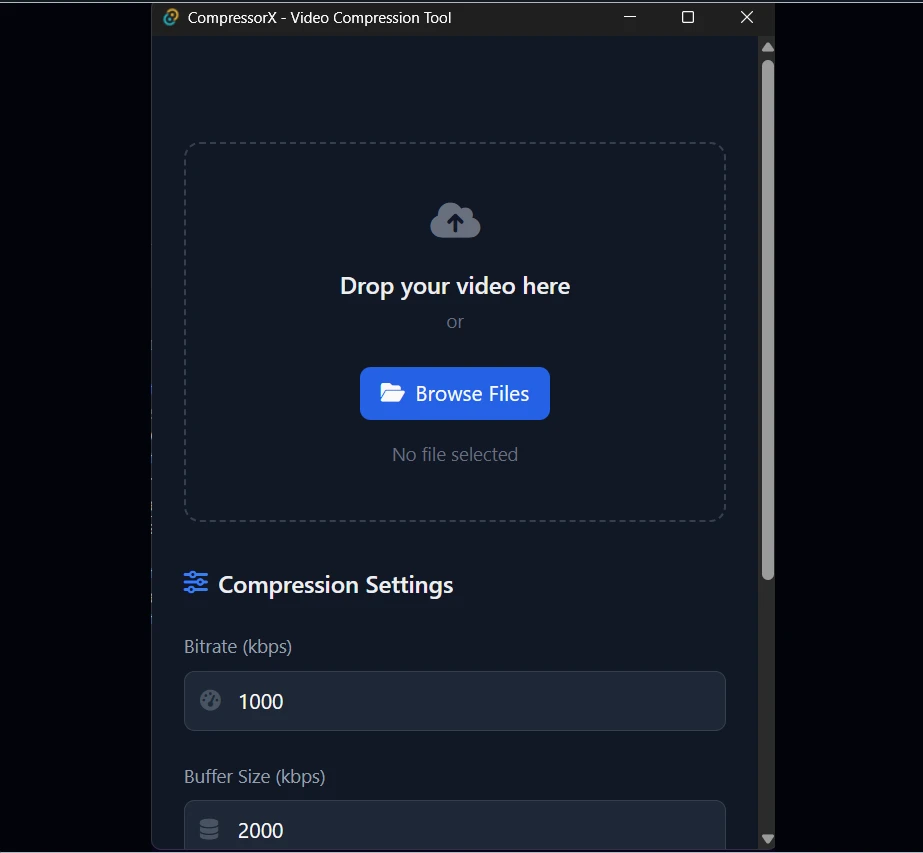 CompressorX - Video Compression Tool
Drop your video here
or
Browse Files
No file selected
Compression Settings
Bitrate (kbps)
1000
Buffer Size (kbps)
2000